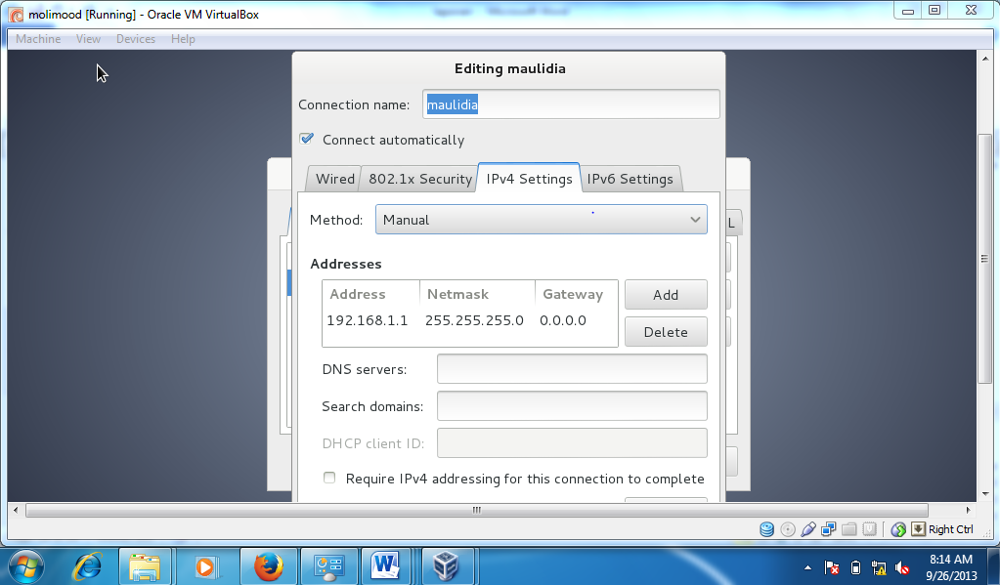 molimood [Running] - Oracle VM VirtualBox
Machine View Devices Help
Editing maulidia
Connection name: maulidia
Connect automatically
Wired 802.1x Security IPv4 Settings IPv6 Settings
Method: Manual
L
Addresses
Address Netmask Gateway
192.168.1.1 255.255.255.0 0.0.0.0
Add
Delete
DNS servers:
Search domains:
DHCP client ID:
Require IPv4 addressing for this connection to complete
Right Ctrl
8:14 AM
9/26/2013